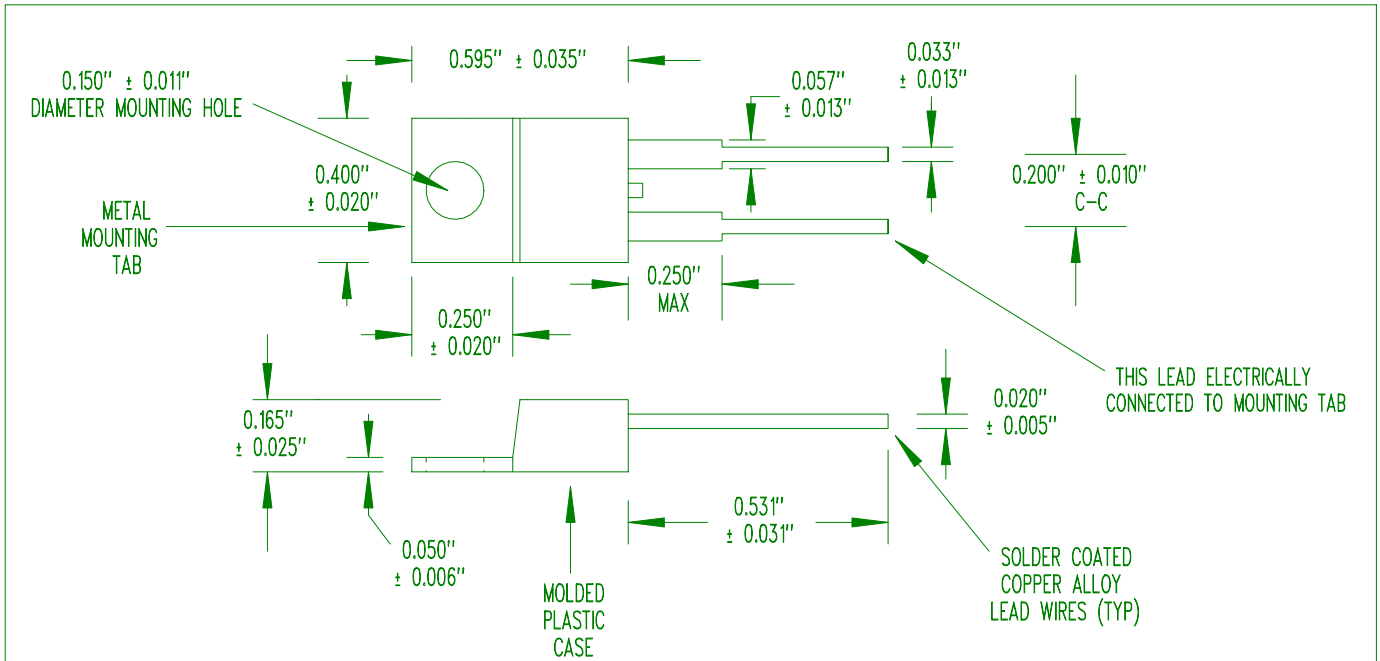 0.150" ± 0.011"
DIAMETER MOUNTING HOLE
0.595" ± 0.035"
0.057"
± 0.013"
0.033"
± 0.013"
0.400"
± 0.020"
0.200" ± 0.010"
C-C
METAL
MOUNTING
TAB
0.250"
MAX
0.250"
± 0.020"
THIS LEAD ELECTRICALLY
CONNECTED TO MOUNTING TAB
0.165"
± 0.025"
0.020"
± 0.005"
0.531"
± 0.031"
0.050"
± 0.006"
MOLDED
PLASTIC
CASE
SOLDER COATED
COPPER ALLOY
LEAD WIRES (TYP)